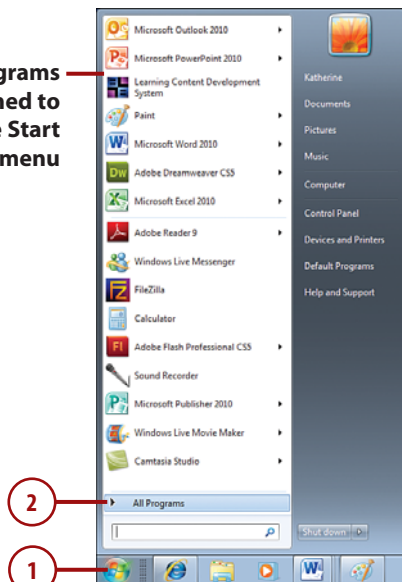 grams
ned to
e Start
menu
Microsoft Outlook 2010
Microsoft PowerPoint 2010
Learning Content Development
System
Paint
Microsoft Word 2010
Adobe Dreamweaver CS5
Microsoft Excel 2010
Adobe Reader 9
Windows Live Messenger
FileZilla
Calculator
Adobe Flash Professional CS5
Sound Recorder
Microsoft Publisher 2010
Windows Live Movie Maker
Camtasia Studio
All Programs
Katherine
Documents
Pictures
Music
Computer
Control Panel
Devices and Printers
Default Programs
Help and Support
Shut down
2
1